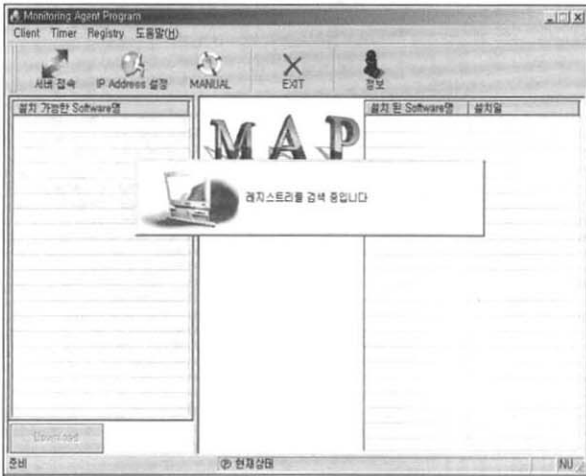 Monitoring Agent Program
Client Timer Registry 도움말(H)
서버 접속 IP Address 설정 MANUAL EXIT 정보
설치 가능한 Software명
설치 된 Software명 설치일
MAP
레지스트리를 검색 중입니다
Download
준비 ② 현재상태 NU